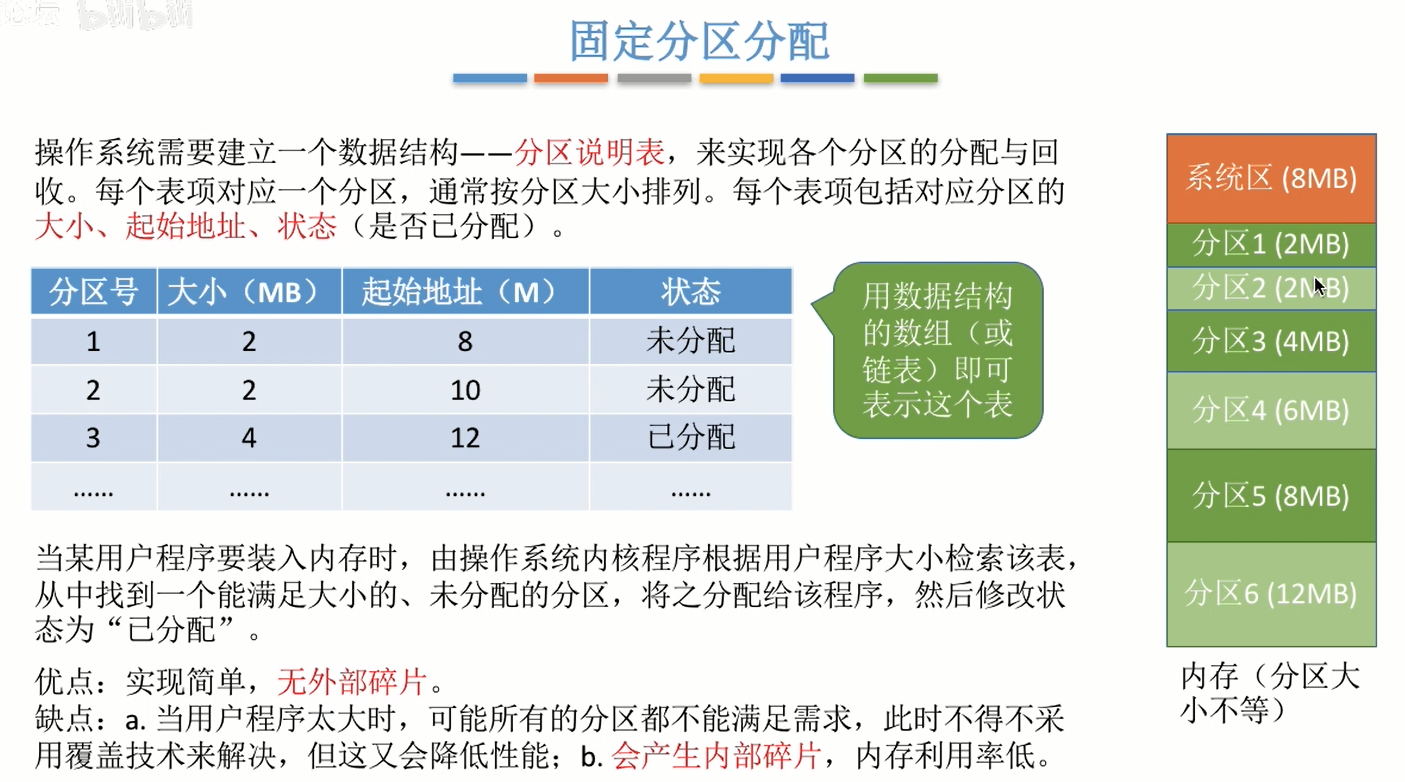 bilibili
固定分区分配
操作系统需要建立一个数据结构——分区说明表，来实现各个分区的分配与回
收。每个表项对应一个分区，通常按分区大小排列。每个表项包括对应分区的
大小、起始地址、状态（是否已分配）。
分区号 大小（MB） 起始地址（M） 状态
1 2 8 未分配
2 2 10 未分配
3 4 12 已分配
...... ...... ...... ......
用数据结构
的数组（或
链表）即可
表示这个表
当某用户程序要装入内存时，由操作系统内核程序根据用户程序大小检索该表，
从中找到一个能满足大小的、未分配的分区，将之分配给该程序，然后修改状
态为“已分配”。
优点：实现简单，无外部碎片。
缺点：a. 当用户程序太大时，可能所有的分区都不能满足需求，此时不得不采
用覆盖技术来解决，但这又会降低性能；b. 会产生内部碎片，内存利用率低。
系统区 (8MB)
分区1 (2MB)
分区2 (2MB)
分区3 (4MB)
分区4 (6MB)
分区5 (8MB)
分区6 (12MB)
内存（分区大
小不等）